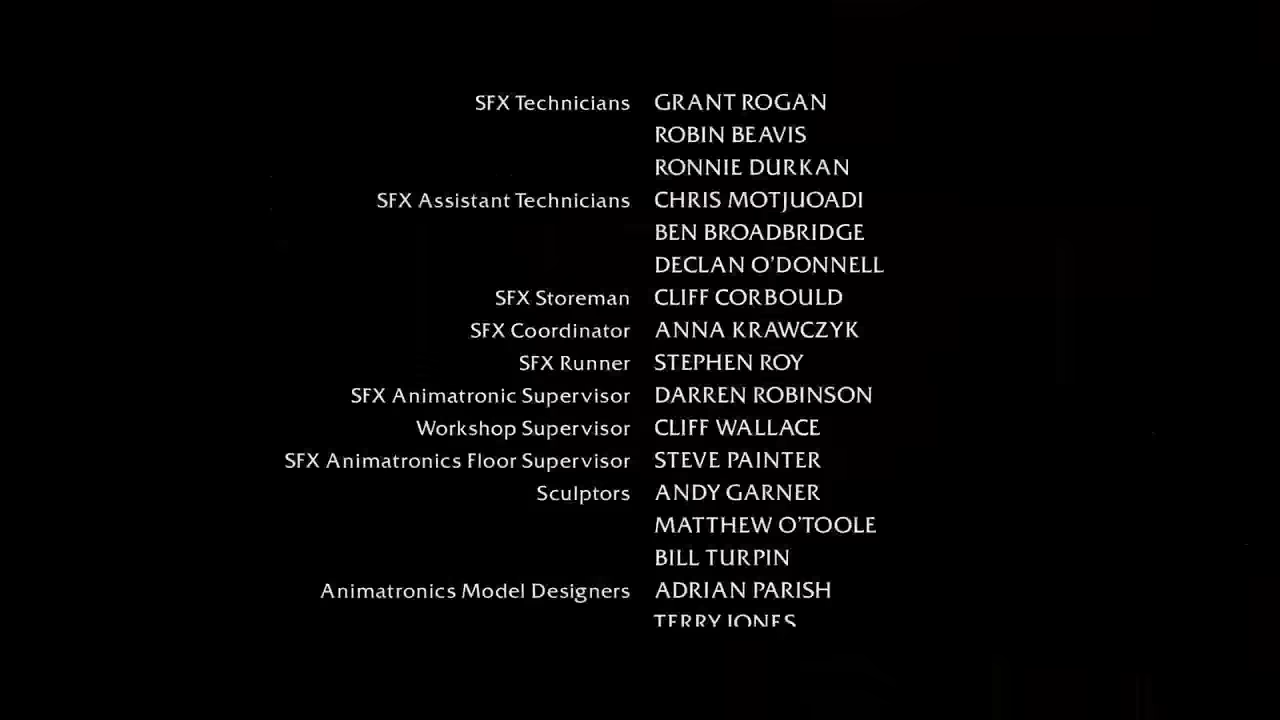 SFX Technicians GRANT ROGAN
ROBIN BEAVIS
RONNIE DURKAN
SFX Assistant Technicians CHRIS MOTJUOADI
BEN BROADBRIDGE
DECLAN O'DONNELL
SFX Storeman CLIFF CORBOULD
SFX Coordinator ANNA KRAWCZYK
SFX Runner STEPHEN ROY
SFX Animatronic Supervisor DARREN ROBINSON
Workshop Supervisor CLIFF WALLACE
SFX Animatronics Floor Supervisor STEVE PAINTER
Sculptors ANDY GARNER
MATTHEW O'TOOLE
BILL TURPIN
Animatronics Model Designers ADRIAN PARISH
TERRY JONES